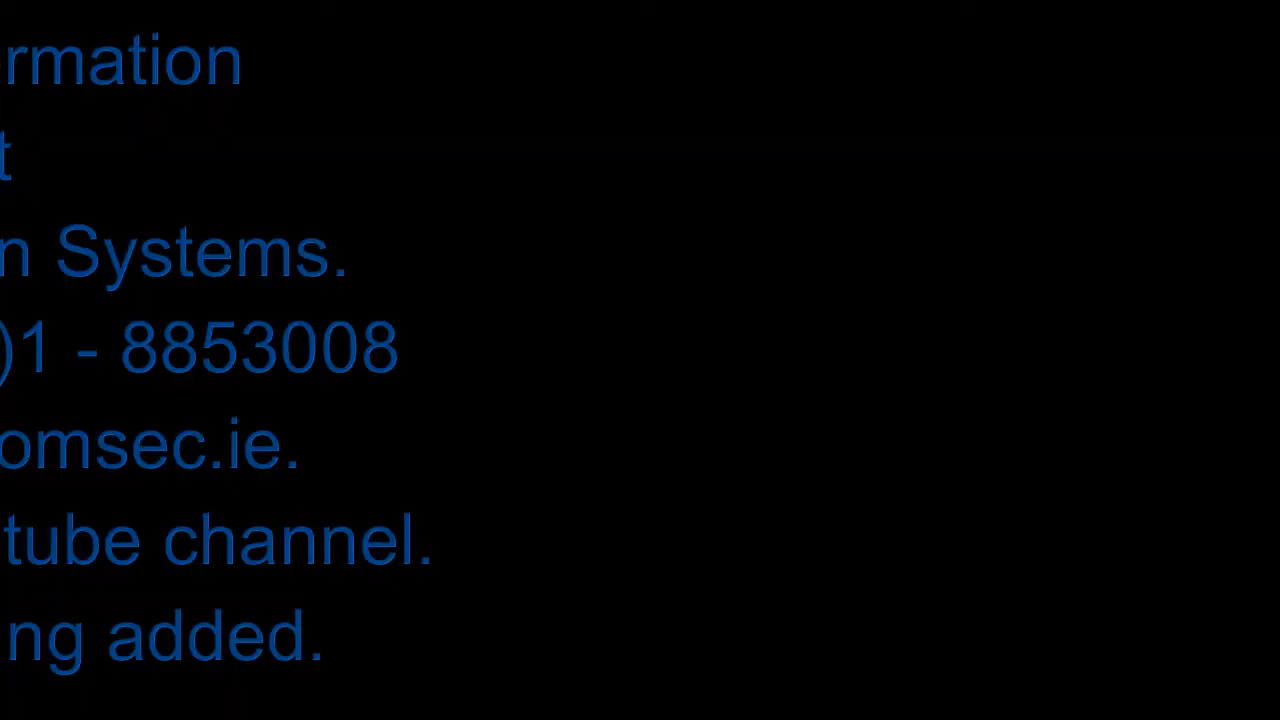 rmation
t
n Systems.
)1 - 8853008
omsec.ie.
tube channel.
ng added.